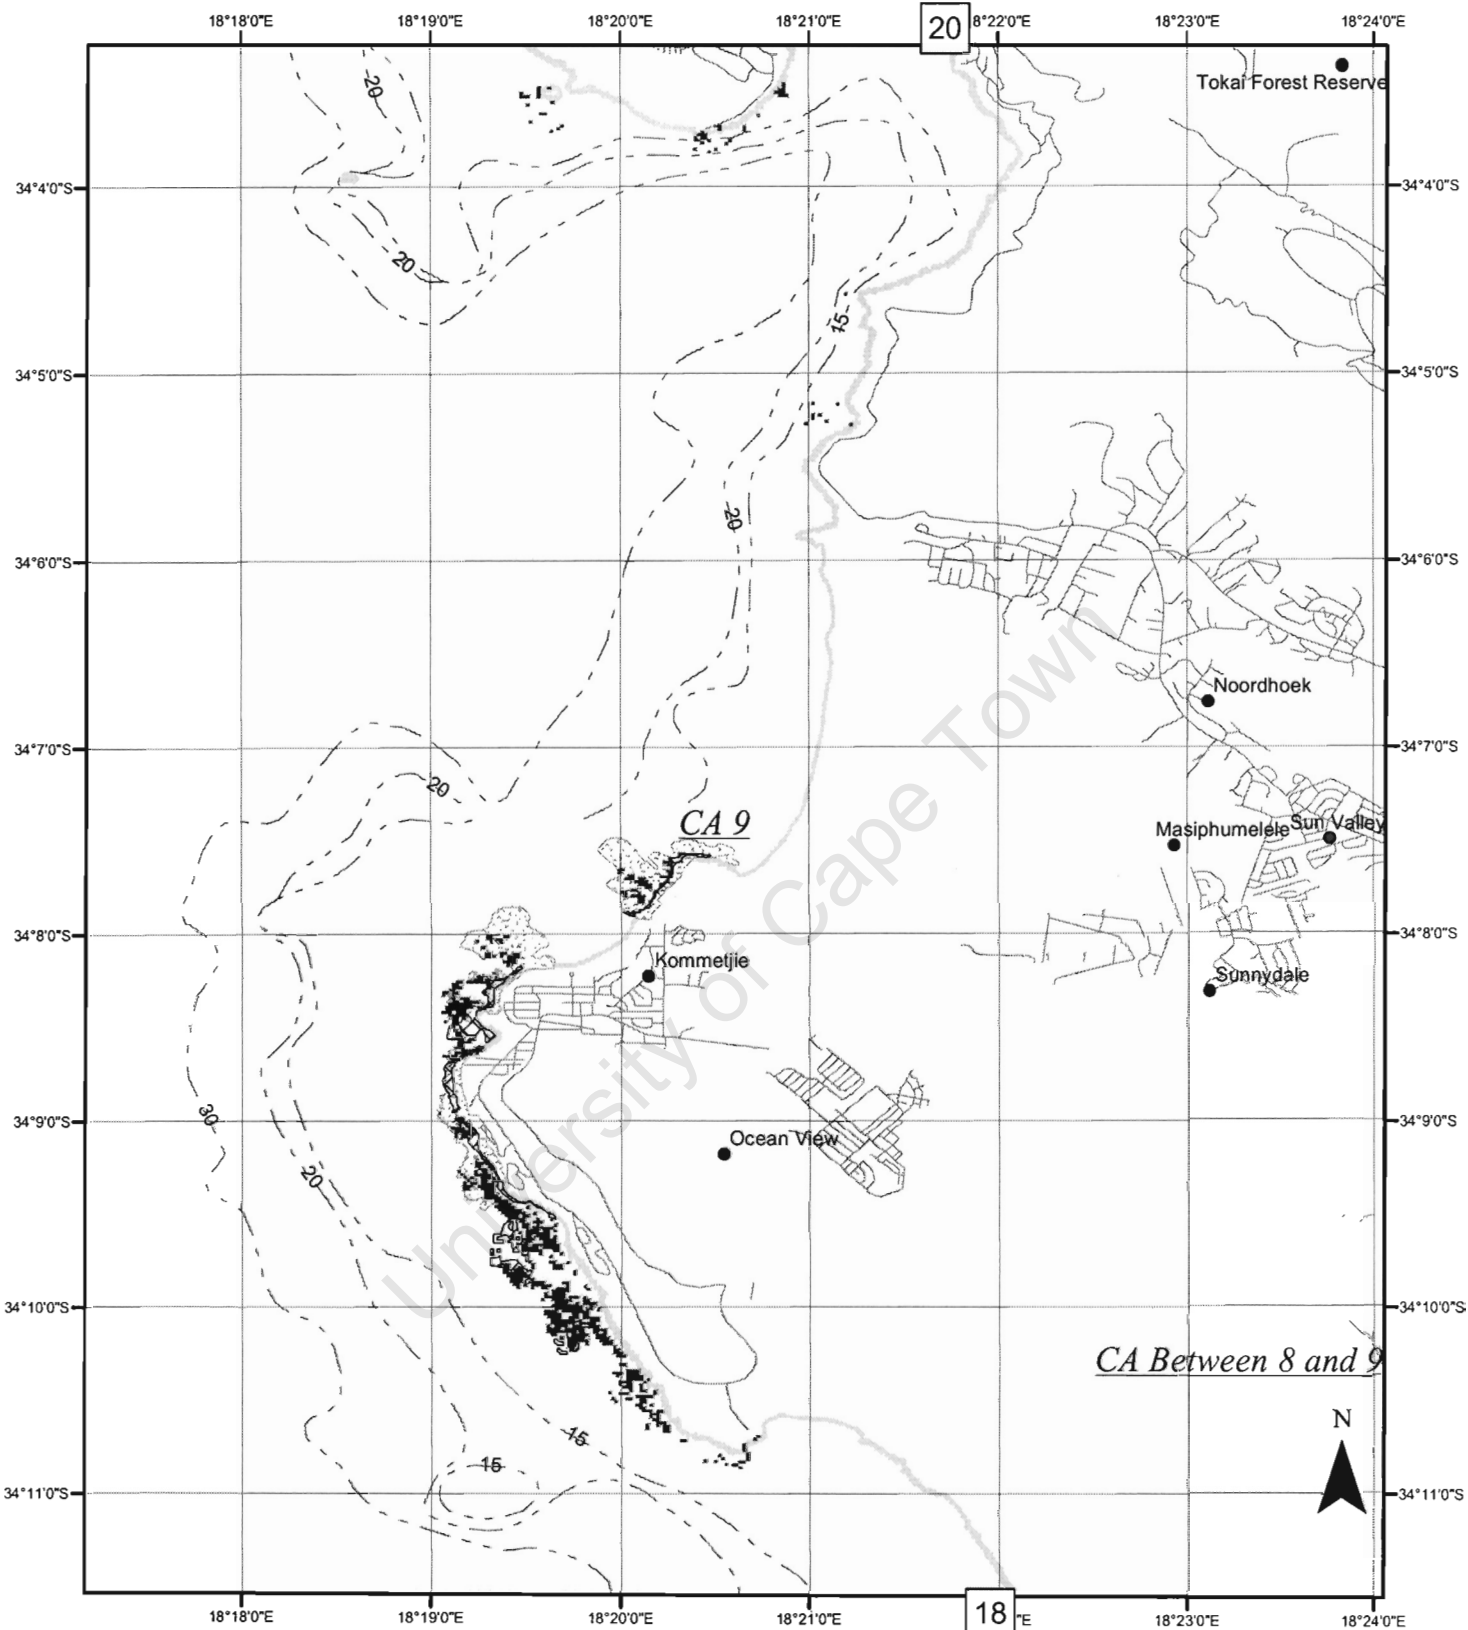 20
18°18'0"E 18°19'0"E 18°20'0"E 18°21'0"E 18°22'0"E 18°23'0"E 18°24'0"E
Tokai Forest Reserve
20
34°4'0"S 34°4'0"S
20
15
34°5'0"S 34°5'0"S
20
34°6'0"S 34°6'0"S
Noordhoek
34°7'0"S 34°7'0"S
20
CA 9
Masiphumelele Sun Valley
34°8'0"S 34°8'0"S
Kommetjie
Sunnydale
30
34°9'0"S 34°9'0"S
Ocean View
20
34°10'0"S 34°10'0"S
CA Between 8 and 9
N
15
15
34°11'0"S 34°11'0"S
18°18'0"E 18°19'0"E 18°20'0"E 18°21'0"E 18 "E 18°23'0"E 18°24'0"E
University of Cape Town